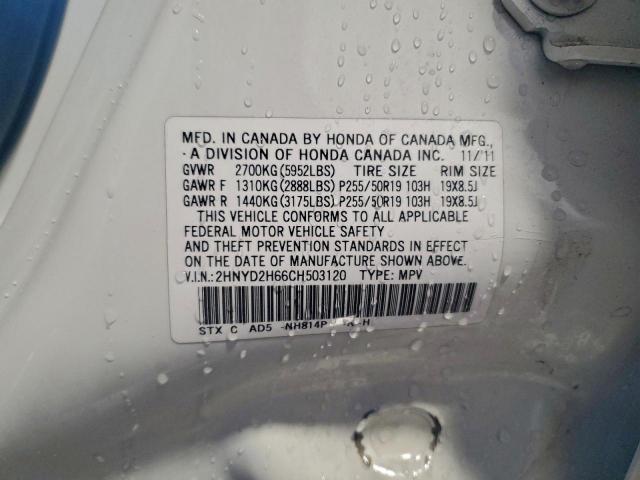 MFD. IN CANADA BY HONDA OF CANADA MFG.,
A DIVISION OF HONDA CANADA INC. 11/11
GVWR 2700KG(5952LBS) TIRE SIZE RIM SIZE
GAWR F 1310KG(2888LBS) P255/50R19 103H 19X8.5J
GAWR R 1440KG(3175LBS) P255/50R19 103H 19X8.5J
THIS VEHICLE CONFORMS TO ALL APPLICABLE
FEDERAL MOTOR VEHICLE SAFETY
AND THEFT PREVENTION STANDARDS IN EFFECT
ON THE DATE OF MANUFACTURE SHOWN ABOVE.
V.I.N.:2HNYD2H66CH503120 TYPE: MPV
STX C AD5 -NH814P